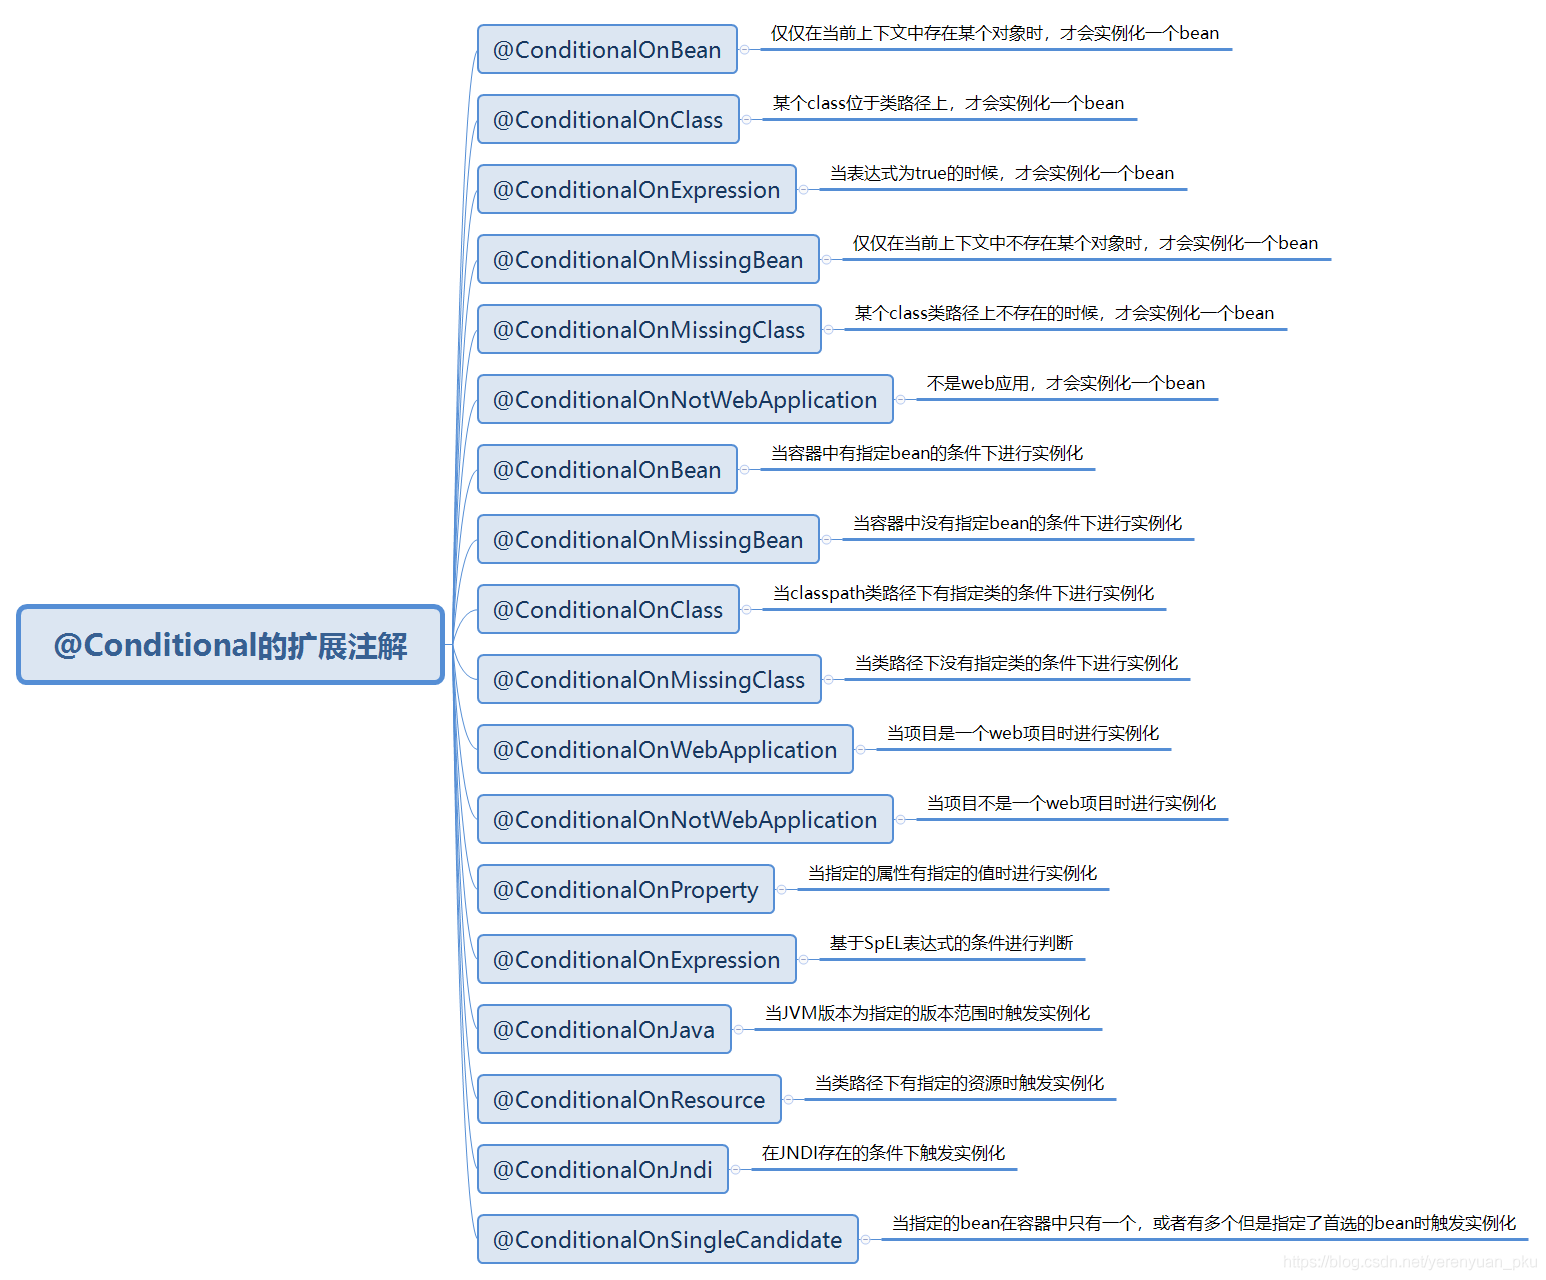 @ConditionalOnBean
仅仅在当前上下文中存在某个对象时，才会实例化一个bean
@ConditionalOnClass
某个class位于类路径上，才会实例化一个bean
@ConditionalOnExpression
当表达式为true的时候，才会实例化一个bean
@ConditionalOnMissingBean
仅仅在当前上下文中不存在某个对象时，才会实例化一个bean
@ConditionalOnMissingClass
某个class类路径上不存在的时候，才会实例化一个bean
@ConditionalOnNotWebApplication
不是web应用，才会实例化一个bean
@ConditionalOnBean
当容器中有指定bean的条件下进行实例化
@ConditionalOnMissingBean
当容器中没有指定bean的条件下进行实例化
@ConditionalOnClass
当classpath类路径下有指定类的条件下进行实例化
@Conditional的扩展注解
@ConditionalOnMissingClass
当类路径下没有指定类的条件下进行实例化
@ConditionalOnWebApplication
当项目是一个web项目时进行实例化
@ConditionalOnNotWebApplication
当项目不是一个web项目时进行实例化
@ConditionalOnProperty
当指定的属性有指定的值时进行实例化
@ConditionalOnExpression
基于SpEL表达式的条件进行判断
@ConditionalOnJava
当JVM版本为指定的版本范围时触发实例化
@ConditionalOnResource
当类路径下有指定的资源时触发实例化
@ConditionalOnJndi
在JNDI存在的条件下触发实例化
@ConditionalOnSingleCandidate
当指定的bean在容器中只有一个，或者有多个但是指定了首选的bean时触发实例化
https://blog.csdn.net/yerenyuan_pku